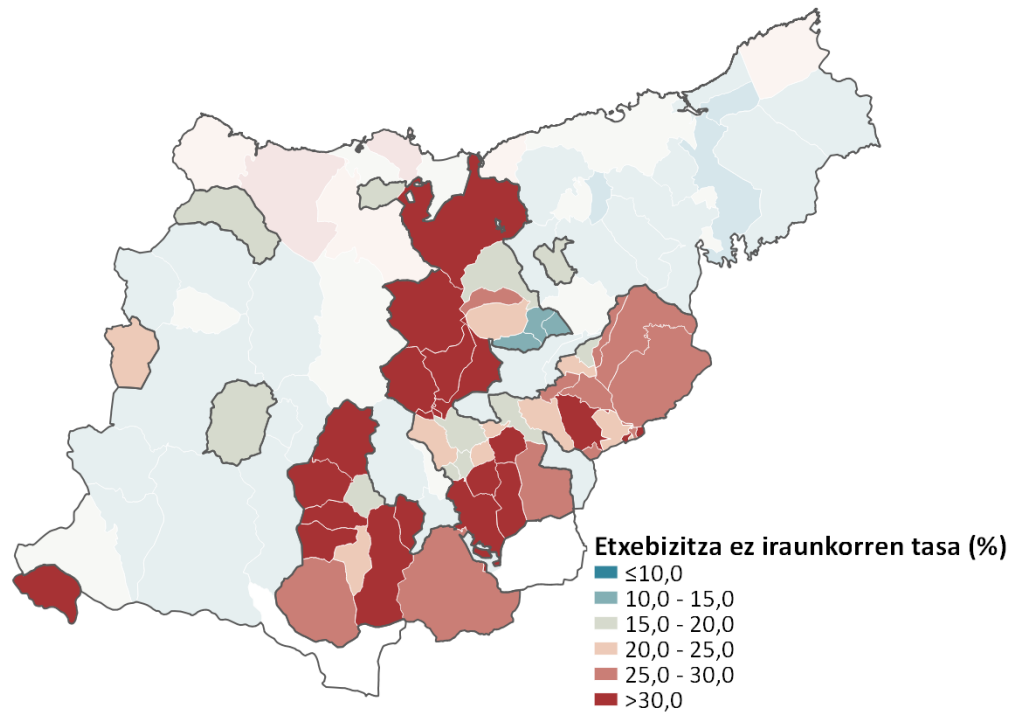 Etxebizitza ez iraunkorren tasa (%)
≤10,0
10,0 - 15,0
15,0 - 20,0
20,0 - 25,0
25,0 - 30,0
>30,0